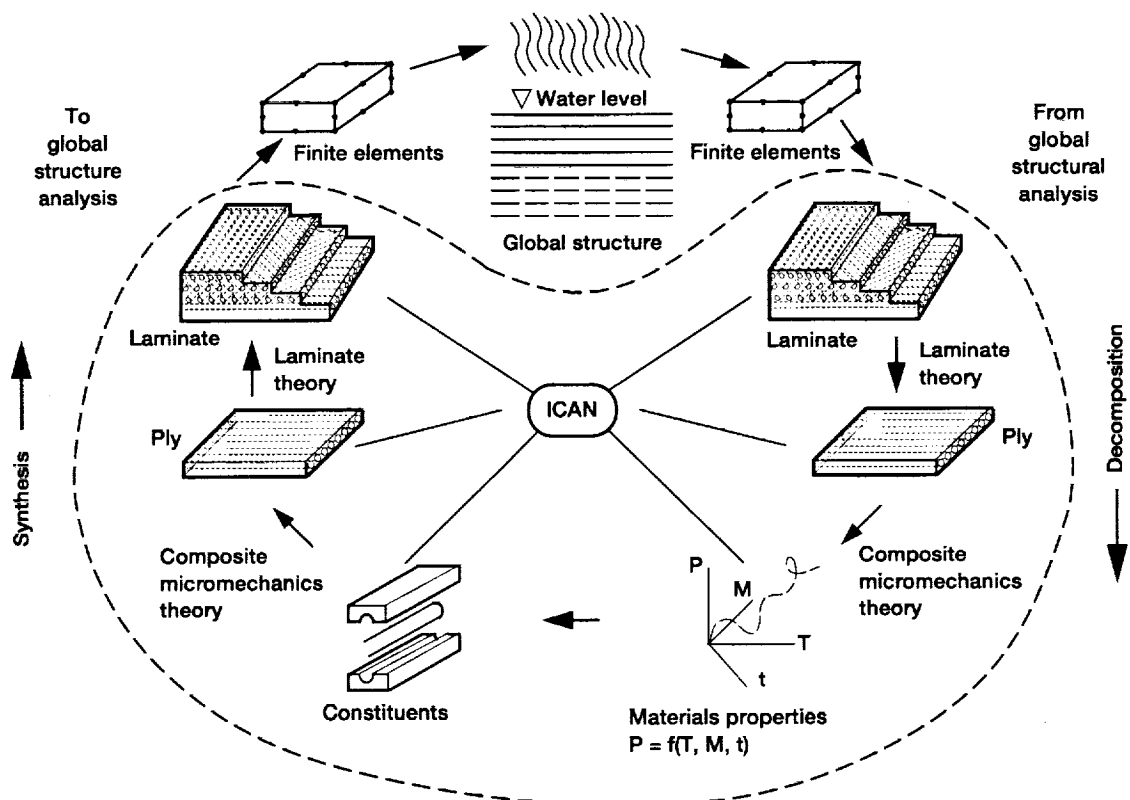 To
global
structure
analysis
Finite elements
▽ Water level
Global structure
Finite elements
From
global
structural
analysis
Laminate
Laminate
theory
Ply
Synthesis
Composite
micromechanics
theory
Constituents
ICAN
Laminate
Laminate
theory
Ply
Decomposition
Composite
micromechanics
theory
P
M
T
t
Materials properties
P = f(T, M, t)